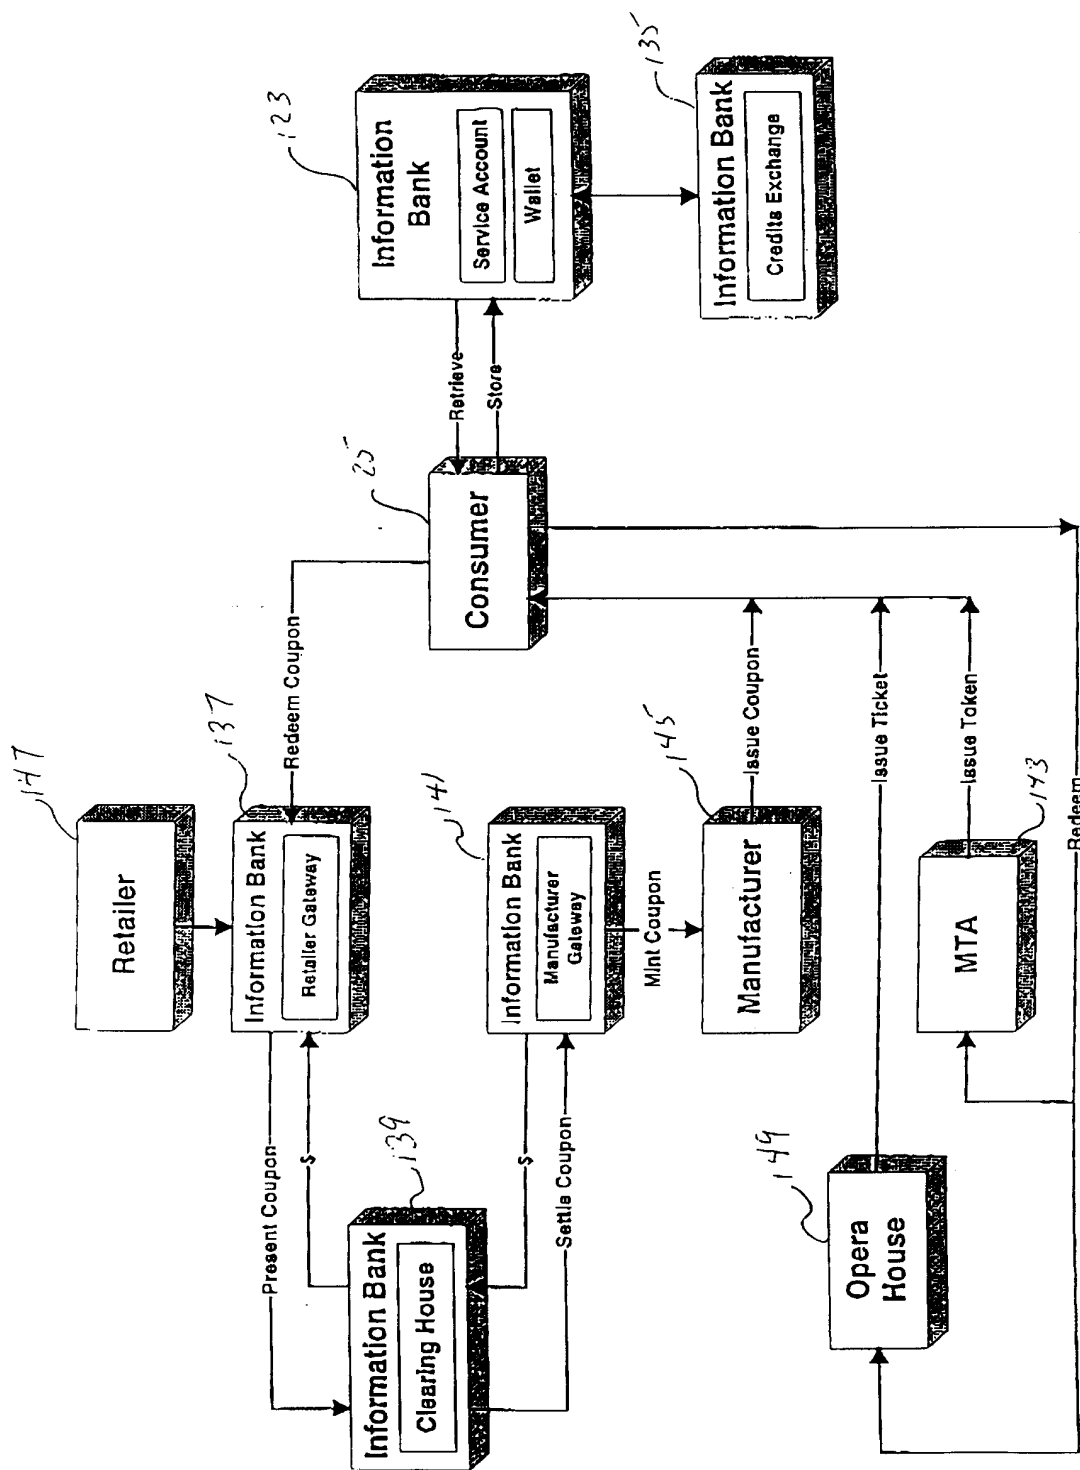 147
Retailer
137
Information Bank
Retailer Gateway
Redeem Coupon
Present Coupon
$
139
Information Bank
Clearing House
$
Settle Coupon
141
Information Bank
Manufacturer
Gateway
Mint Coupon
145
Manufacturer
Issue Coupon
Issue Ticket
Issue Token
149
Opera
House
MTA
143
Redeem
25
Consumer
Retrieve
Store
123
Information
Bank
Service Account
Wallet
135
Information Bank
Credits Exchange